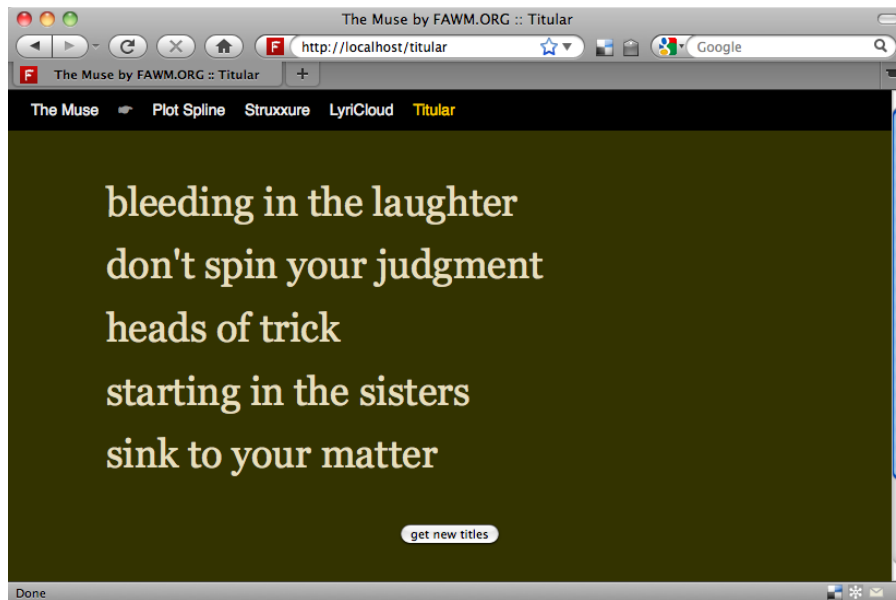 The Muse by FAWM.ORG :: Titular
http://localhost/titular
Google
The Muse by FAWM.ORG :: Titular
The Muse Plot Spline Struxxure LyriCloud Titular
bleeding in the laughter
don't spin your judgment
heads of trick
starting in the sisters
sink to your matter
get new titles
Done